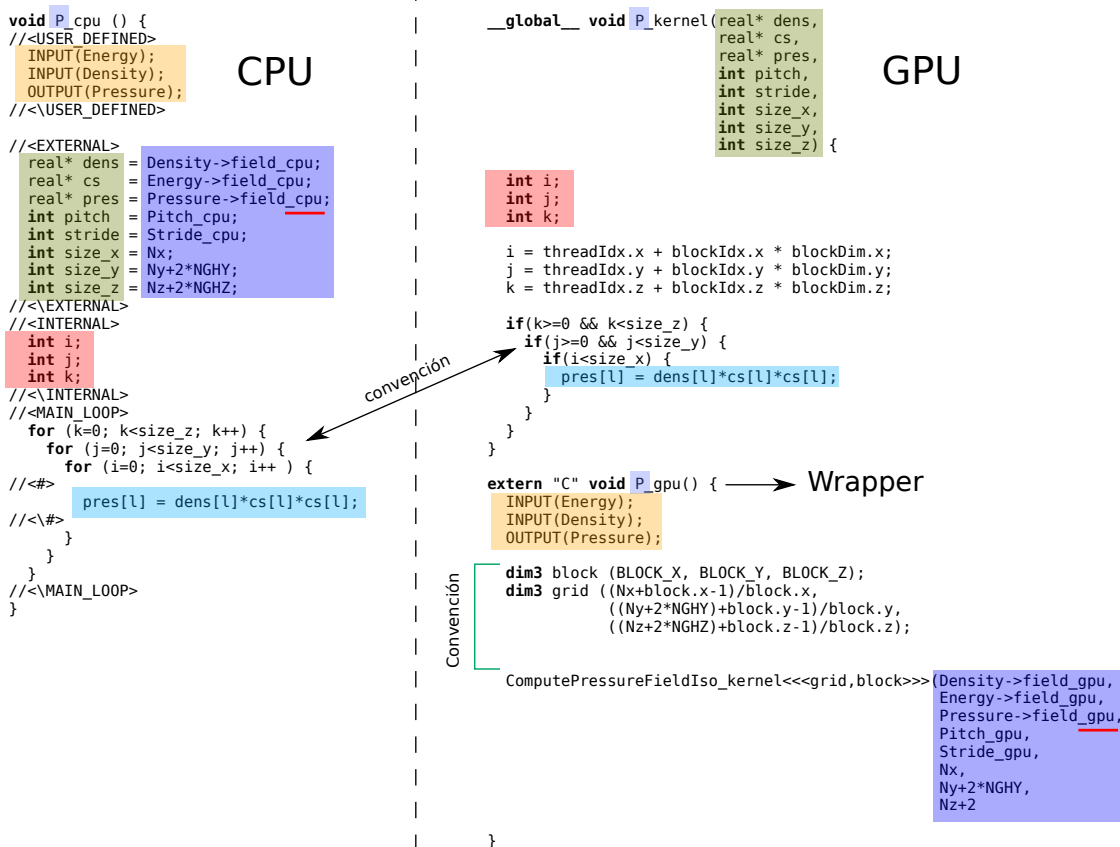 void P_cpu () {
//<USER_DEFINED>
INPUT(Energy);
INPUT(Density);
OUTPUT(Pressure);
//<\USER_DEFINED>
CPU
//<EXTERNAL>
real* dens = Density->field_cpu;
real* cs   = Energy->field_cpu;
real* pres = Pressure->field_cpu;
int pitch  = Pitch_cpu;
int stride = Stride_cpu;
int size_x = Nx;
int size_y = Ny+2*NGHY;
int size_z = Nz+2*NGHZ;
//<\EXTERNAL>
//<INTERNAL>
int i;
int j;
int k;
//<\INTERNAL>
//<MAIN_LOOP>
for (k=0; k<size_z; k++) {
for (j=0; j<size_y; j++) {
for (i=0; i<size_x; i++ ) {
//<#>
pres[l] = dens[l]*cs[l]*cs[l];
//<\#>
}
}
}
//<\MAIN_LOOP>
}
convención
__global__ void P_kernel(real* dens,
real* cs,
real* pres,
int pitch,
int stride,
int size_x,
int size_y,
int size_z) {
GPU
int i;
int j;
int k;
i = threadIdx.x + blockIdx.x * blockDim.x;
j = threadIdx.y + blockIdx.y * blockDim.y;
k = threadIdx.z + blockIdx.z * blockDim.z;
if(k>=0 && k<size_z) {
if(j>=0 && j<size_y) {
if(i<size_x) {
pres[l] = dens[l]*cs[l]*cs[l];
}
}
}
}
extern "C" void P_gpu() {
Wrapper
INPUT(Energy);
INPUT(Density);
OUTPUT(Pressure);
Convención
dim3 block (BLOCK_X, BLOCK_Y, BLOCK_Z);
dim3 grid ((Nx+block.x-1)/block.x,
((Ny+2*NGHY)+block.y-1)/block.y,
((Nz+2*NGHZ)+block.z-1)/block.z);
ComputePressureFieldIso_kernel<<<grid,block>>>(Density->field_gpu,
Energy->field_gpu,
Pressure->field_gpu,
Pitch_gpu,
Stride_gpu,
Nx,
Ny+2*NGHY,
Nz+2
}